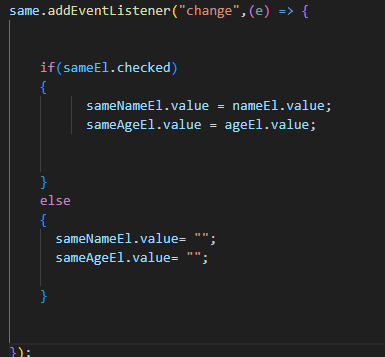 same.addEventListener("change",(e) => {
if(sameEl.checked)
{
sameNameEl.value = nameEl.value;
sameAgeEl.value = ageEl.value;
}
else
{
sameNameEl.value= "";
sameAgeEl.value= "";
}
});